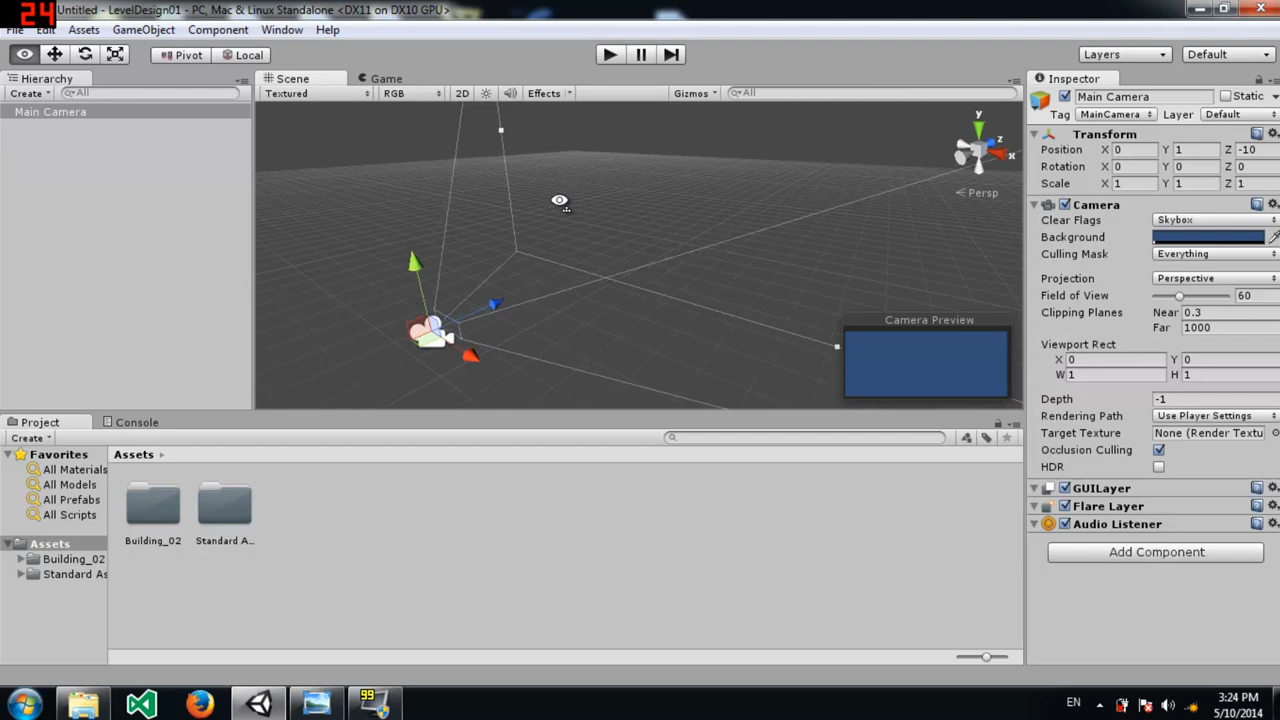 24
Untitled - LevelDesign01 - PC, Mac & Linux Standalone <DX11 on DX10 GPU>
File Edit Assets GameObject Component Window Help
Pivot Local Layers Default
Hierarchy
Create All
Main Camera
Scene Game
Textured RGB 2D Effects Gizmos All
y
z
x
Persp
Camera Preview
Inspector
Main Camera Static
Tag MainCamera Layer Default
Transform
Position X 0 Y 1 Z -10
Rotation X 0 Y 0 Z 0
Scale X 1 Y 1 Z 1
Camera
Clear Flags Skybox
Background
Culling Mask Everything
Projection Perspective
Field of View 60
Clipping Planes Near 0.3
Far 1000
Viewport Rect
X 0 Y 0
W 1 H 1
Depth -1
Rendering Path Use Player Settings
Target Texture None (Render Textu
Occlusion Culling
HDR
GUILayer
Flare Layer
Audio Listener
Add Component
Project Console
Create
Favorites
All Materials
All Models
All Prefabs
All Scripts
Assets
Building_02
Standard As
Assets
Building_02 Standard A...
99
EN
3:24 PM
5/10/2014